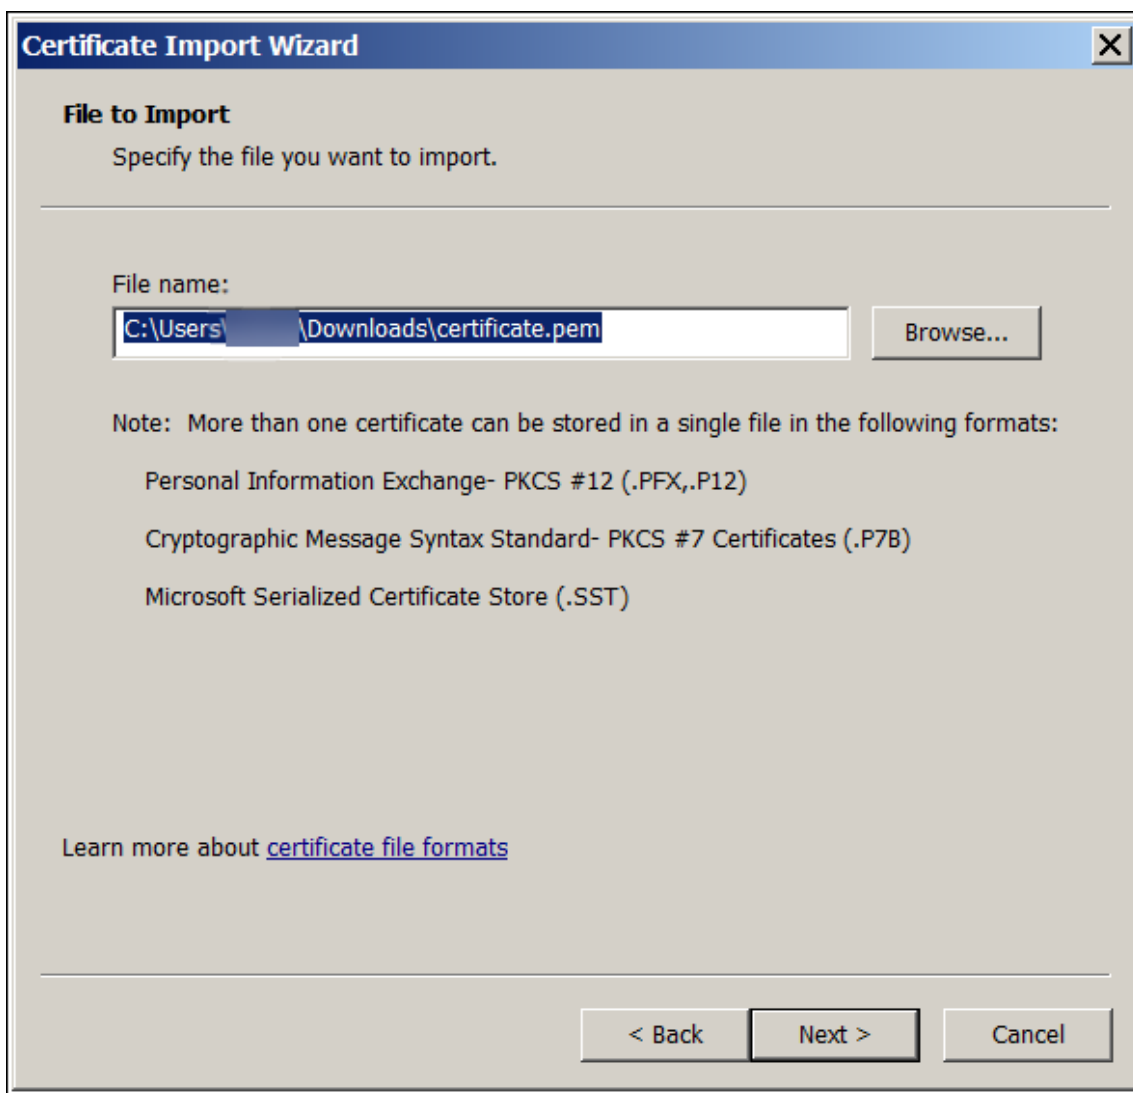 Certificate Import Wizard
File to Import
Specify the file you want to import.
File name:
C:\Users\ \Downloads\certificate.pem
Browse...
Note:  More than one certificate can be stored in a single file in the following formats:
Personal Information Exchange- PKCS #12 (.PFX,.P12)
Cryptographic Message Syntax Standard- PKCS #7 Certificates (.P7B)
Microsoft Serialized Certificate Store (.SST)
Learn more about certificate file formats
< Back
Next >
Cancel